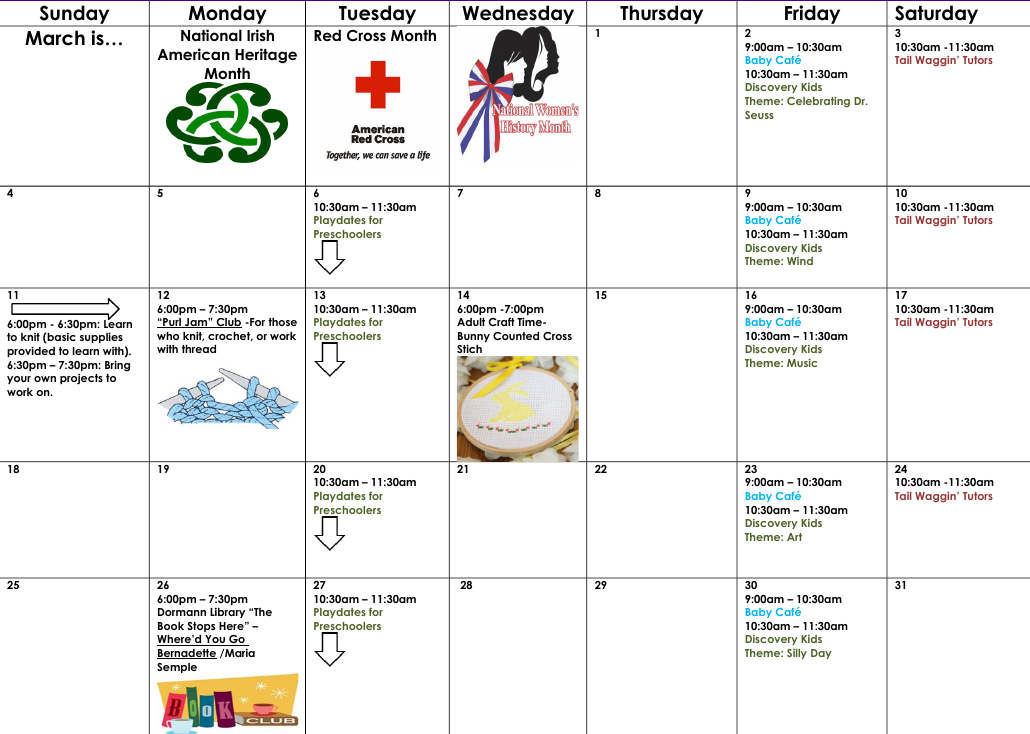 Sunday
Monday
Tuesday
Wednesday
Thursday
Friday
Saturday
March is…
National Irish
American Heritage
Month
Red Cross Month
American
Red Cross
Together, we can save a life
National Women's
History Month
1
2
9:00am – 10:30am
Baby Café
10:30am – 11:30am
Discovery Kids
Theme: Celebrating Dr.
Seuss
3
10:30am -11:30am
Tail Waggin' Tutors
4
5
6
10:30am – 11:30am
Playdates for
Preschoolers
7
8
9
9:00am – 10:30am
Baby Café
10:30am – 11:30am
Discovery Kids
Theme: Wind
10
10:30am -11:30am
Tail Waggin' Tutors
11
6:00pm - 6:30pm: Learn
to knit (basic supplies
provided to learn with).
6:30pm – 7:30pm: Bring
your own projects to
work on.
12
6:00pm – 7:30pm
"Purl Jam" Club -For those
who knit, crochet, or work
with thread
13
10:30am – 11:30am
Playdates for
Preschoolers
14
6:00pm -7:00pm
Adult Craft Time-
Bunny Counted Cross
Stich
15
16
9:00am – 10:30am
Baby Café
10:30am – 11:30am
Discovery Kids
Theme: Music
17
10:30am -11:30am
Tail Waggin' Tutors
18
19
20
10:30am – 11:30am
Playdates for
Preschoolers
21
22
23
9:00am – 10:30am
Baby Café
10:30am – 11:30am
Discovery Kids
Theme: Art
24
10:30am -11:30am
Tail Waggin' Tutors
25
26
6:00pm – 7:30pm
Dormann Library "The
Book Stops Here" –
Where'd You Go
Bernadette /Maria
Semple
BOOK
CLUB
27
10:30am – 11:30am
Playdates for
Preschoolers
28
29
30
9:00am – 10:30am
Baby Café
10:30am – 11:30am
Discovery Kids
Theme: Silly Day
31